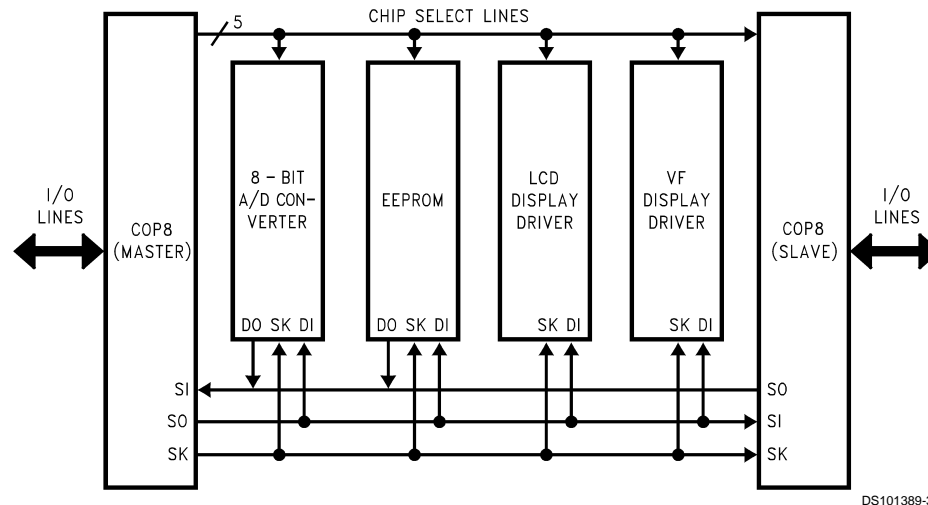 CHIP SELECT LINES
5
8 - BIT
A/D CON-
VERTER
EEPROM
LCD
DISPLAY
DRIVER
VF
DISPLAY
DRIVER
I/O
LINES
COP8
(MASTER)
COP8
(SLAVE)
I/O
LINES
DO SK DI
DO SK DI
SK DI
SK DI
SI
SO
SO
SI
SK
SK